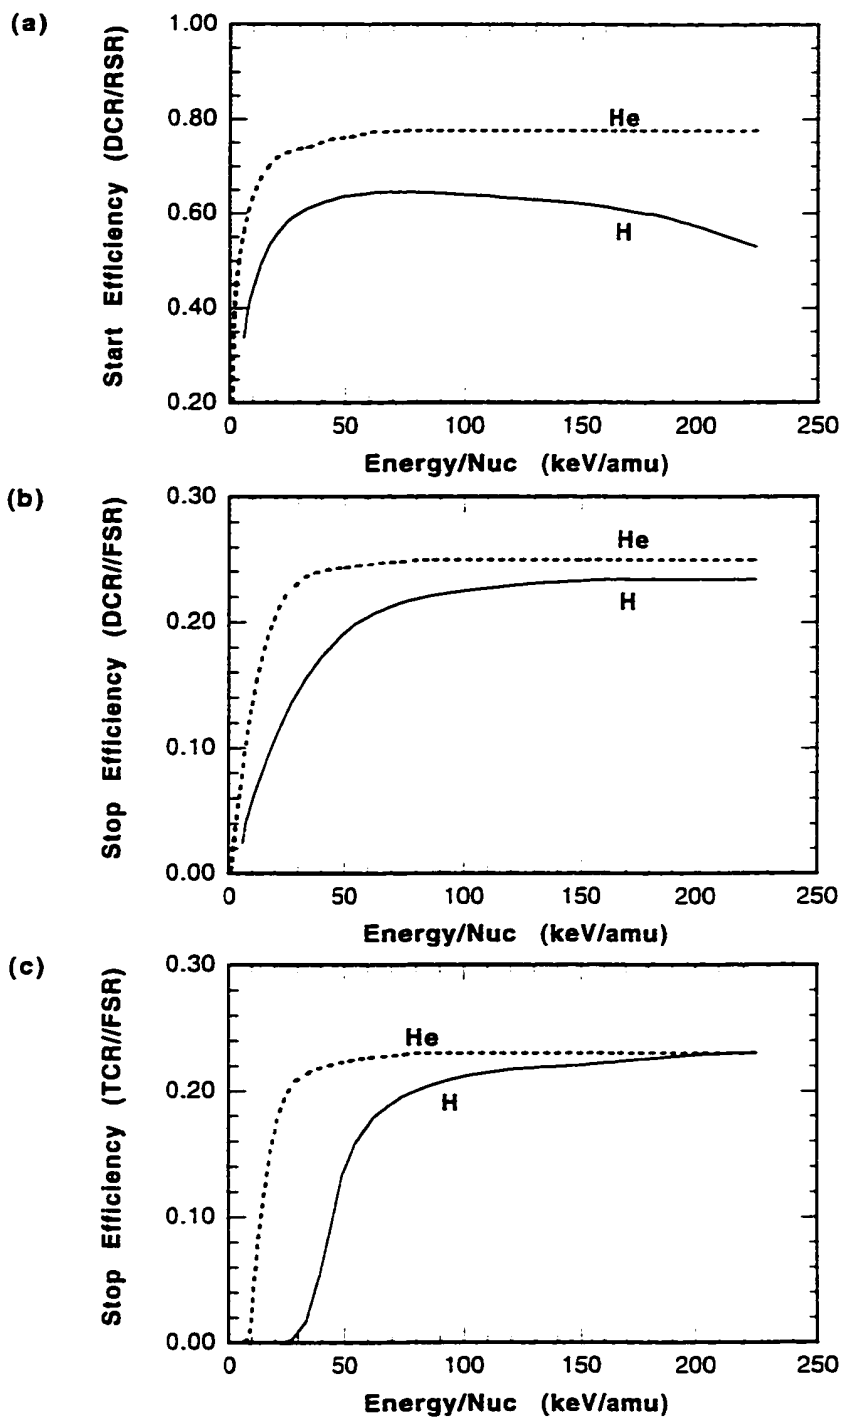 (a)
Start Efficiency (DCR/RSR)
1.00
0.80
0.60
0.40
0.20
He
H
0 50 100 150 200 250
Energy/Nuc (keV/amu)
(b)
Stop Efficiency (DCR//FSR)
0.30
0.20
0.10
0.00
He
H
0 50 100 150 200 250
Energy/Nuc (keV/amu)
(c)
Stop Efficiency (TCR//FSR)
0.30
0.20
0.10
0.00
He
H
0 50 100 150 200 250
Energy/Nuc (keV/amu)